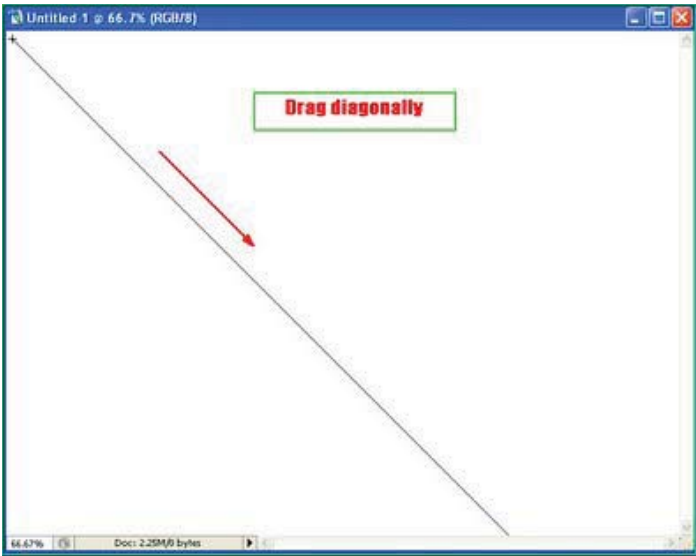 Untitled-1 @ 66.7% (RGB/8)
Drag diagonally
66.67%
Doc: 2.25M/0 bytes